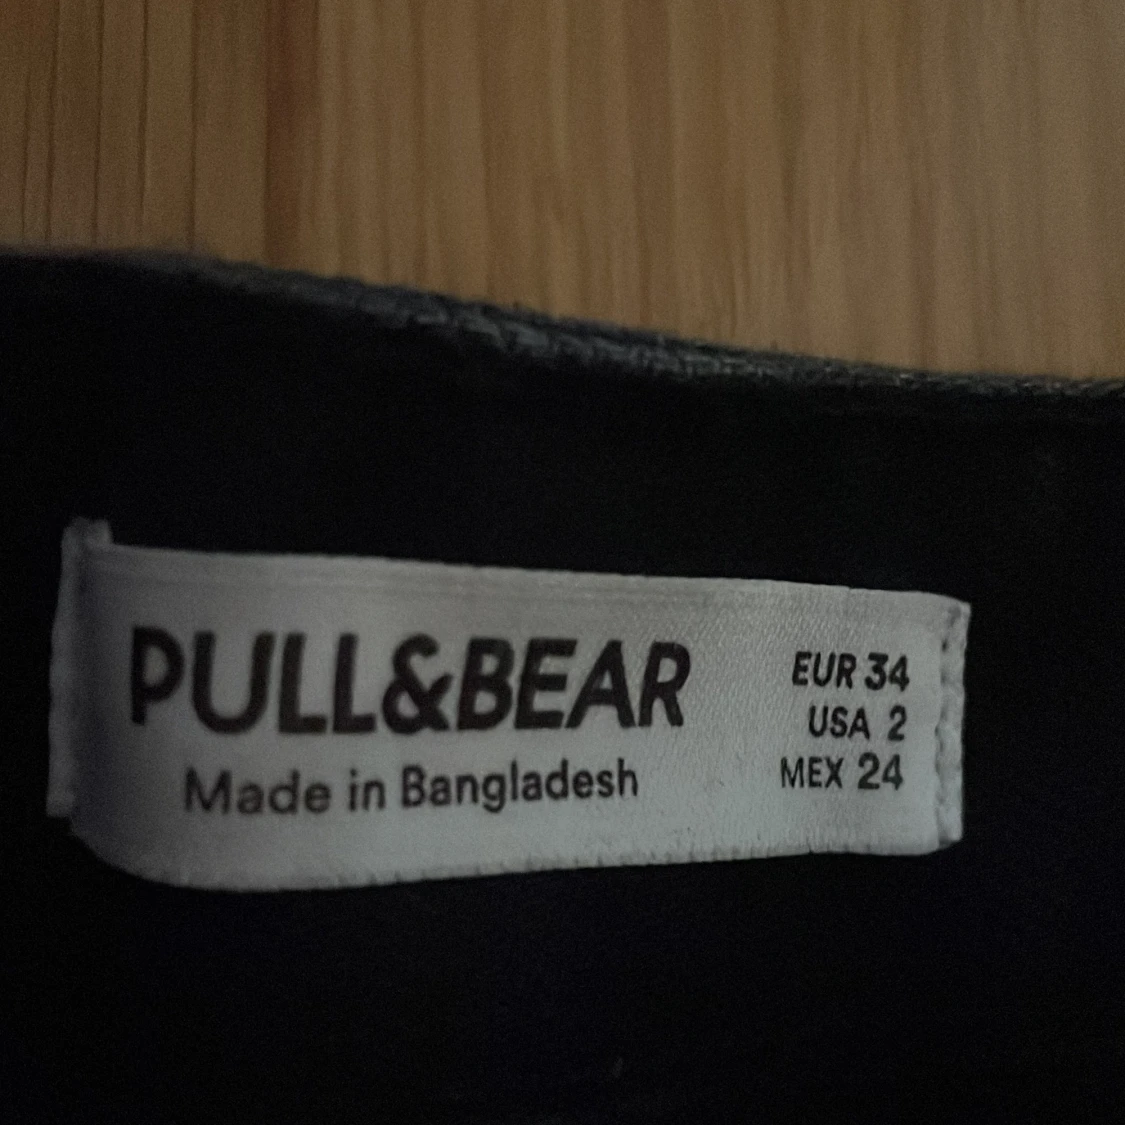 PULL&BEAR
Made in Bangladesh
EUR 34
USA 2
MEX 24